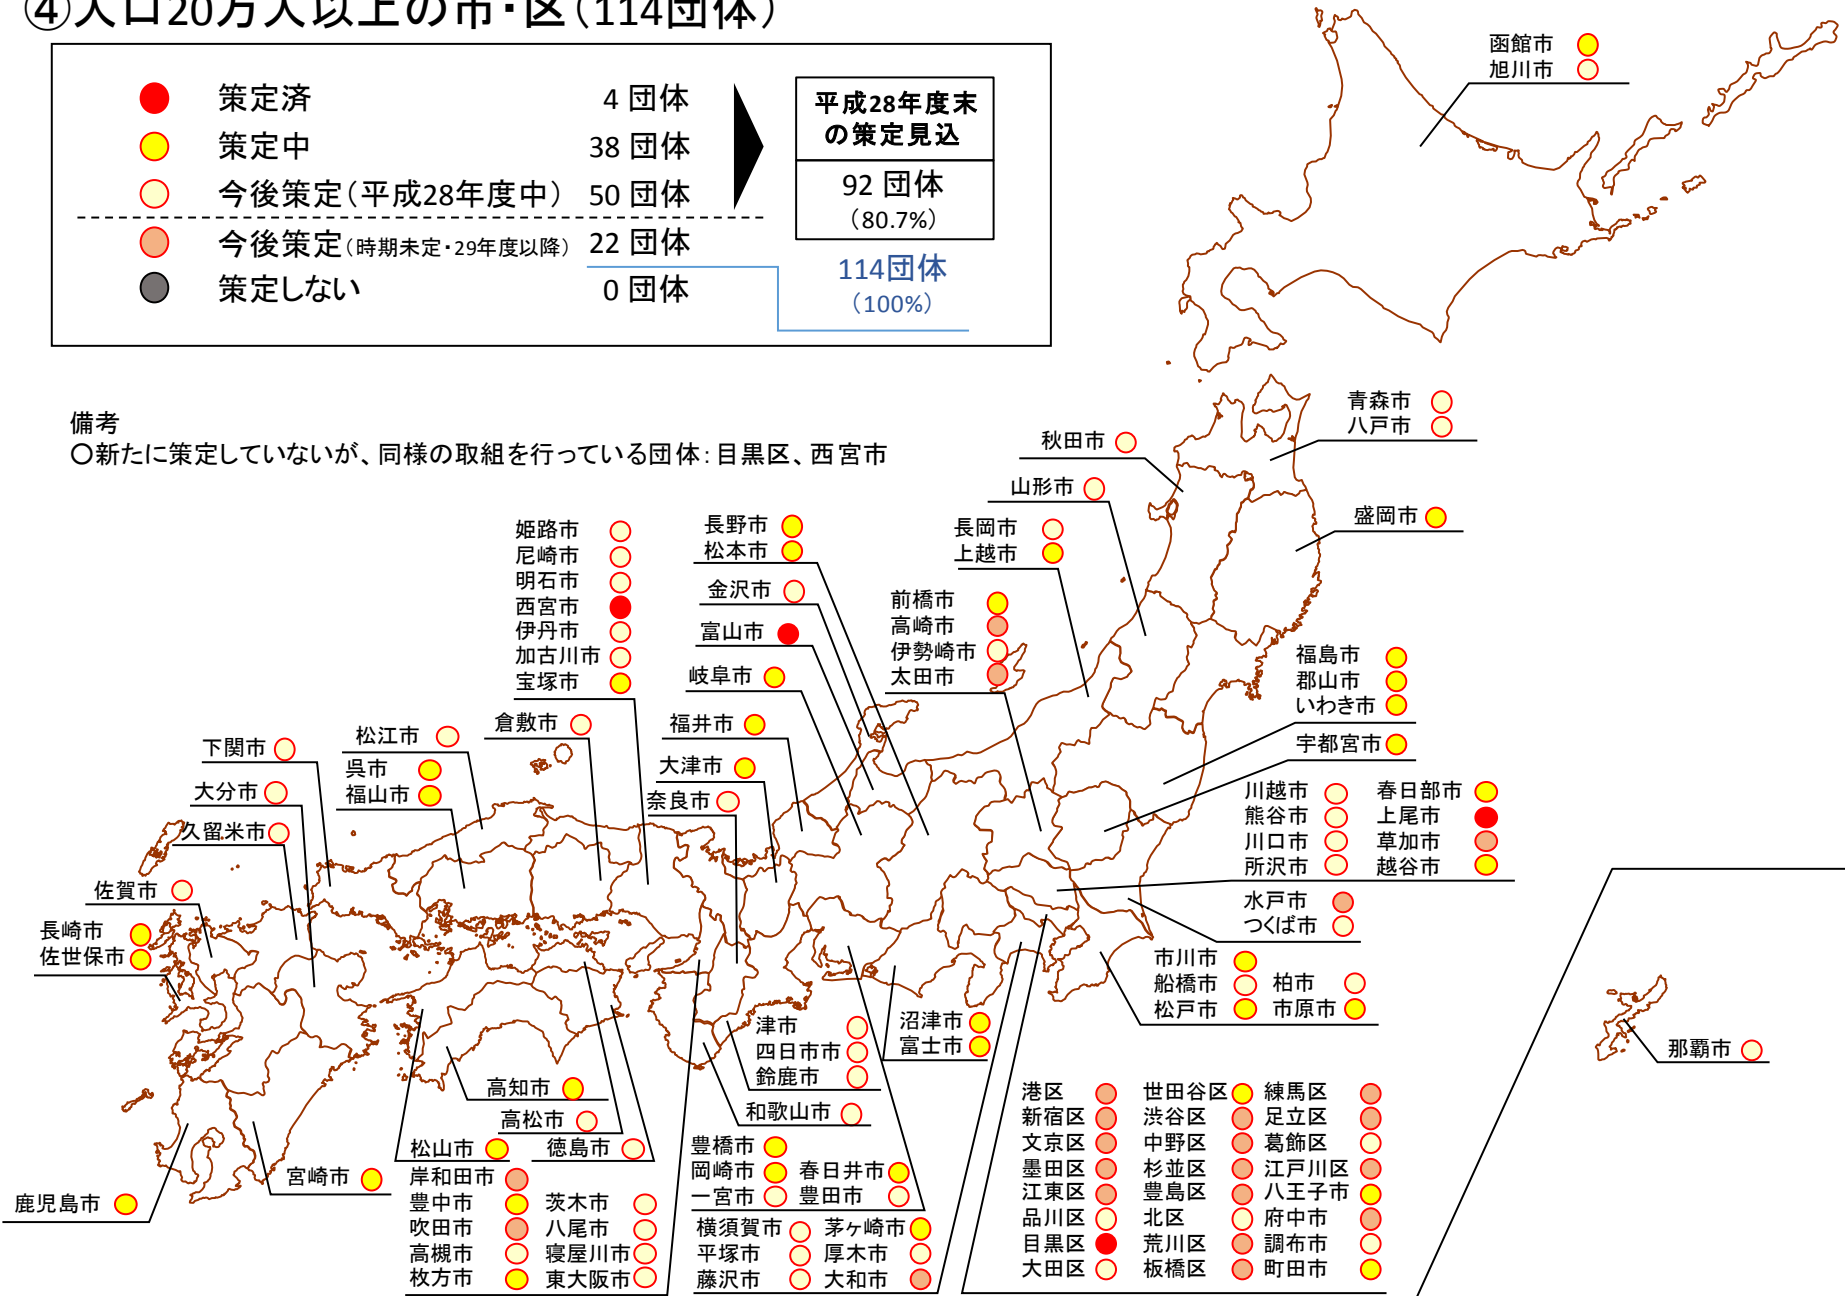 ④人口20万人以上の市・区（114団体）
策定済 4 団体
策定中 38 団体
今後策定（平成28年度中） 50 団体
今後策定（時期未定・29年度以降） 22 団体
策定しない 0 団体
平成28年度末
の策定見込
92 団体
（80.7%）
114団体
（100%）
備考
○新たに策定していないが、同様の取組を行っている団体：目黒区、西宮市
函館市
旭川市
青森市
八戸市
秋田市
山形市
盛岡市
長岡市
上越市
前橋市
高崎市
伊勢崎市
太田市
長野市
松本市
金沢市
富山市
岐阜市
福井市
大津市
奈良市
姫路市
尼崎市
明石市
西宮市
伊丹市
加古川市
宝塚市
倉敷市
松江市
呉市
福山市
下関市
大分市
久留米市
佐賀市
長崎市
佐世保市
福島市
郡山市
いわき市
宇都宮市
川越市 春日部市
熊谷市 上尾市
川口市 草加市
所沢市 越谷市
水戸市
つくば市
市川市
船橋市 柏市
松戸市 市原市
那覇市
津市
四日市市
鈴鹿市
沼津市
富士市
和歌山市
高知市
高松市
松山市
徳島市
宮崎市
鹿児島市
岸和田市
豊中市 茨木市
吹田市 八尾市
高槻市 寝屋川市
枚方市 東大阪市
豊橋市
岡崎市 春日井市
一宮市 豊田市
横須賀市 茅ヶ崎市
平塚市 厚木市
藤沢市 大和市
港区 世田谷区 練馬区
新宿区 渋谷区 足立区
文京区 中野区 葛飾区
墨田区 杉並区 江戸川区
江東区 豊島区 八王子市
品川区 北区 府中市
目黒区 荒川区 調布市
大田区 板橋区 町田市